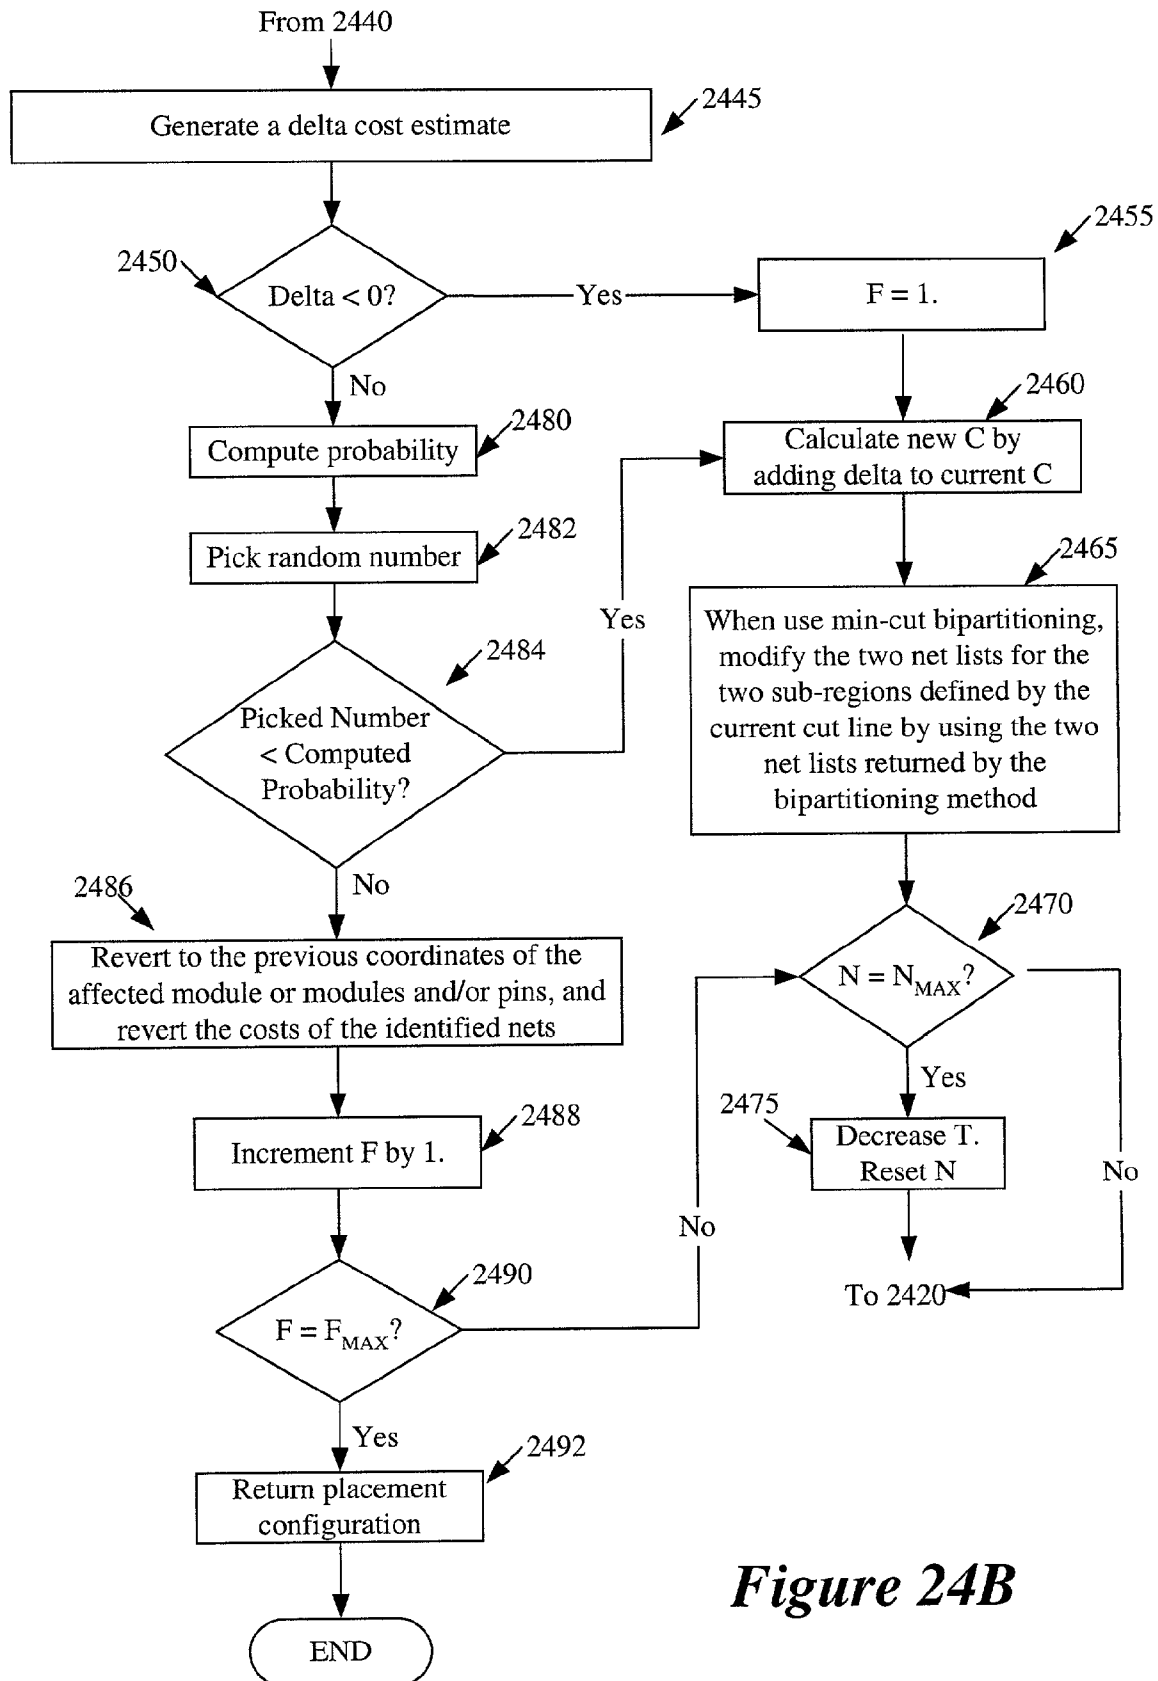 From 2440
2445
Generate a delta cost estimate
2455
2450
Delta < 0?
Yes
F = 1.
No
2460
2480
Compute probability
Calculate new C by
adding delta to current C
2482
Pick random number
2465
Yes
When use min-cut bipartitioning,
modify the two net lists for the
two sub-regions defined by the
current cut line by using the two
net lists returned by the
bipartitioning method
2484
Picked Number
< Computed
Probability?
No
2486
2470
Revert to the previous coordinates of the
affected module or modules and/or pins, and
revert the costs of the identified nets
N = NMAX?
Yes
2475
2488
Increment F by 1.
Decrease T.
Reset N
No
No
2490
To 2420
F = FMAX?
Yes
2492
Return placement
configuration
Figure 24B
END